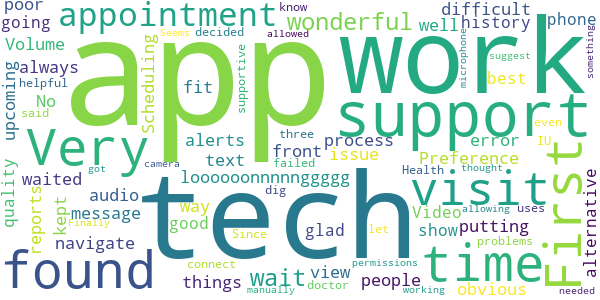 poor
going
appointment
wonderful
difficult
history
phone
know
decided
well
Volume
always
helpful
No
said
upcoming
app
work
Scheduling
fit
supportive
Seems
allowed
microphone
suggest
best
something
support
Very
alerts
text
front
three
process
issue
failed
error
even
IU
Preference
First
waited
quality
reports
kept
audio
message
got
camera
loooooonnnnnggggg
dig
Health
thought
visit
alternative
navigate
Finally
way
good
tech
Since
glad
show
Video
allowing
uses
putting
found
things
connect
manually
wait
view
doctor
people
let
permissions
working
time
problems
obvious
needed